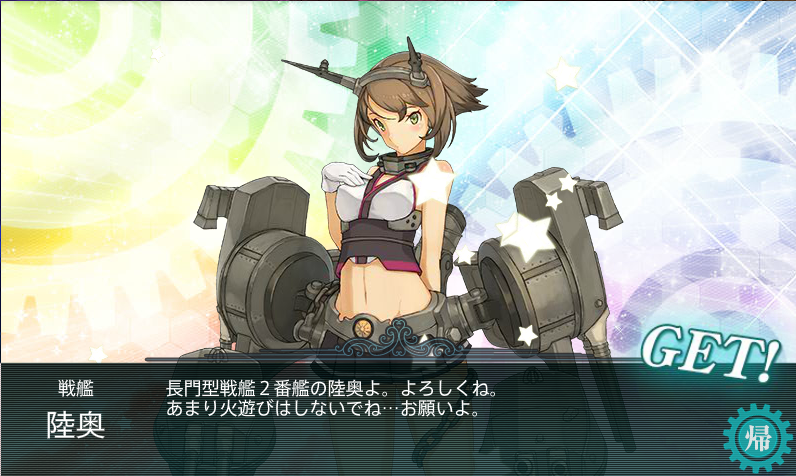 GET!
戦艦
陸奥
長門型戦艦２番艦の陸奥よ。よろしくね。
あまり火遊びはしないでね…お願いよ。
帰